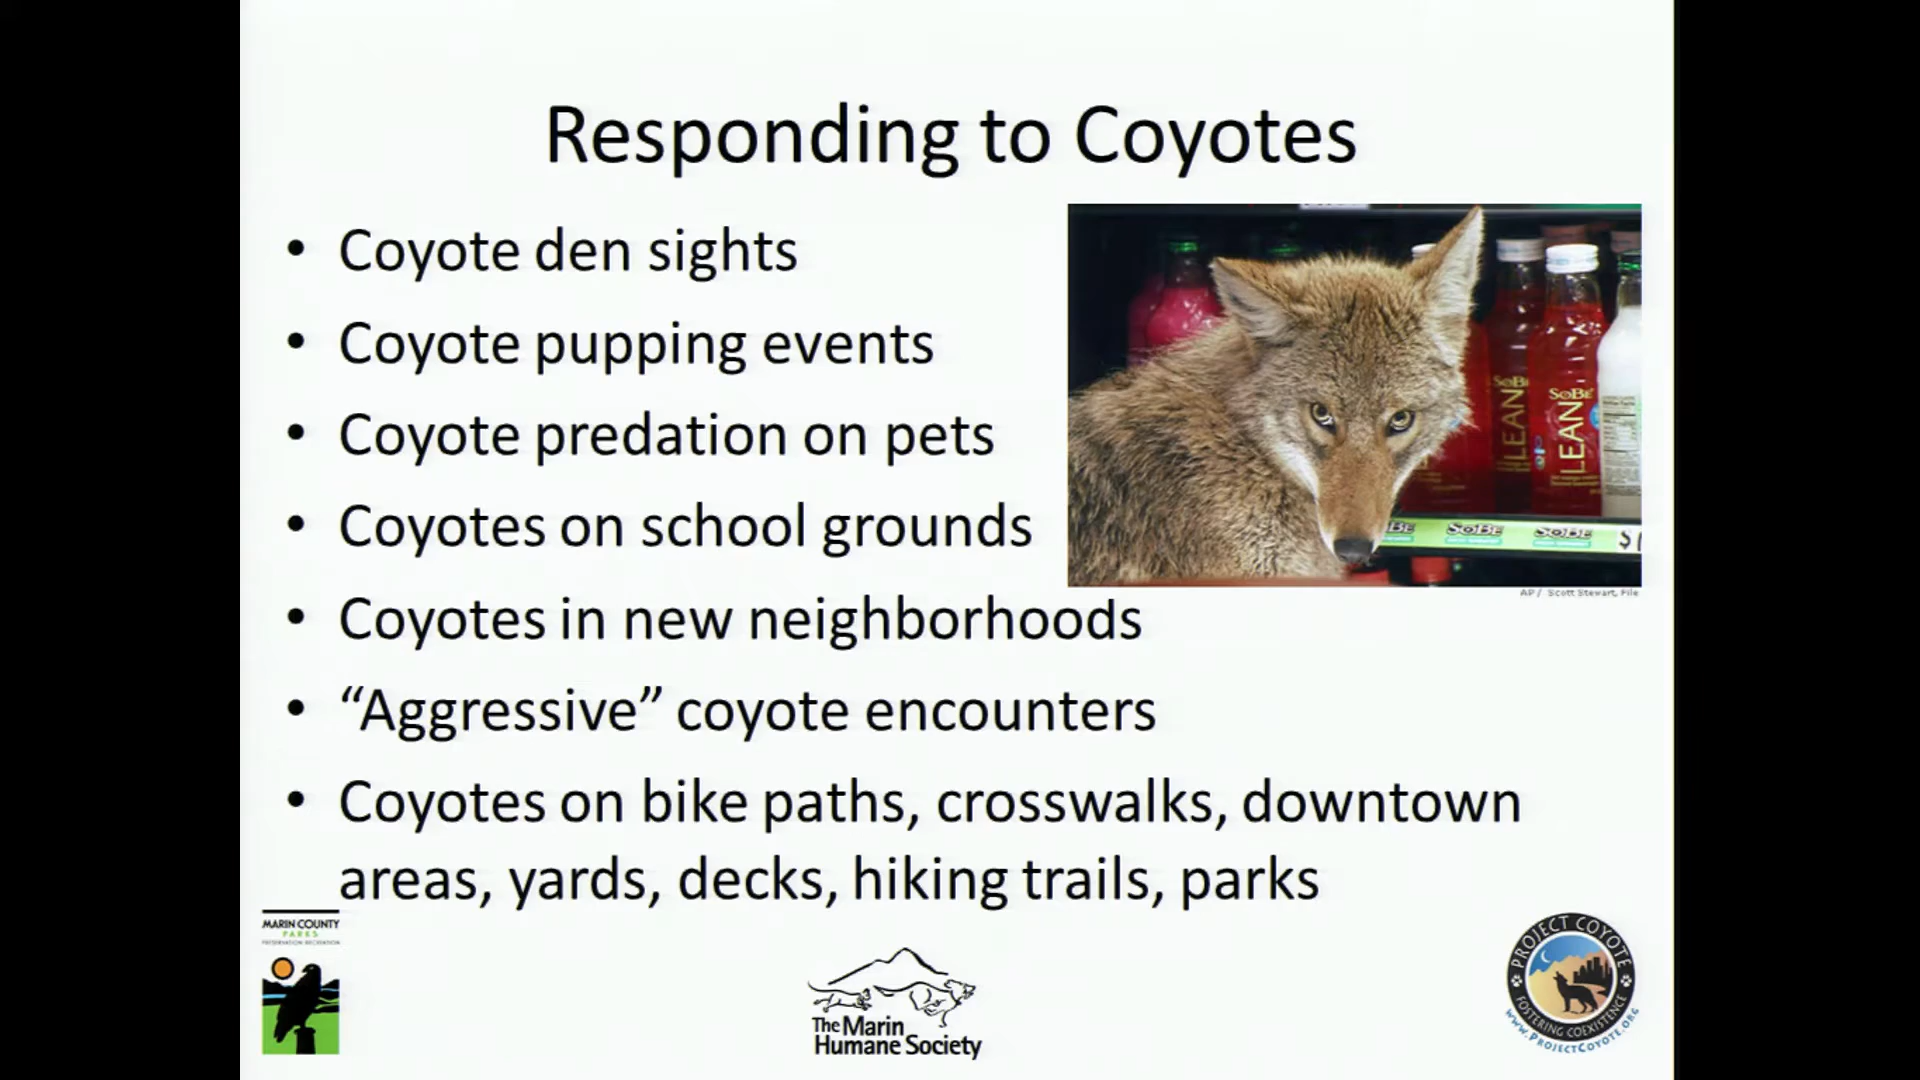 Responding to Coyotes
• Coyote den sights
• Coyote pupping events
• Coyote predation on pets
• Coyotes on school grounds
• Coyotes in new neighborhoods
• “Aggressive” coyote encounters
• Coyotes on bike paths, crosswalks, downtown
areas, yards, decks, hiking trails, parks
SoBe
LEAN
SoBe
LEAN
SoBe
SoBe
$1
AP / Scott Stewart, File
MARIN COUNTY
PARKS
PRESERVATION RECREATION
The Marin
Humane Society
PROJECT COYOTE
FOSTERING COEXISTENCE
www.ProjectCoyote.org